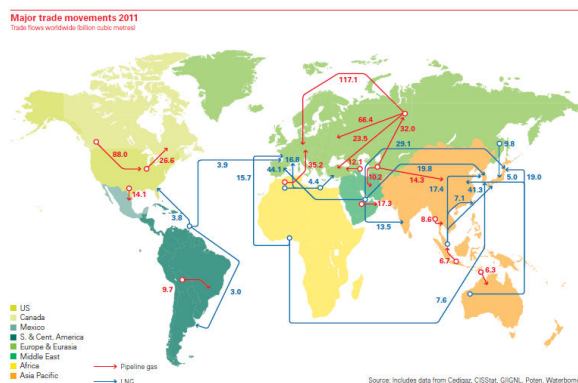 Major trade movements 2011
Trade flows worldwide (billion cubic metres)
117.1
66.4
23.5
32.0
88.0
26.6
29.1
9.8
3.9
16.8
35.2
12.1
19.8
15.7
44.1
4.4
10.2
14.3
17.4
5.0
19.0
41.3
14.1
17.3
7.1
3.8
13.5
8.6
6.7
6.3
9.7
3.0
7.6
US
Canada
Mexico
S. & Cent. America
Europe & Eurasia
Middle East
Africa
Asia Pacific
Pipeline gas
LNG
Source: Includes data from Cedigaz, CISStat, GIIGNL, Poten, Waterborne